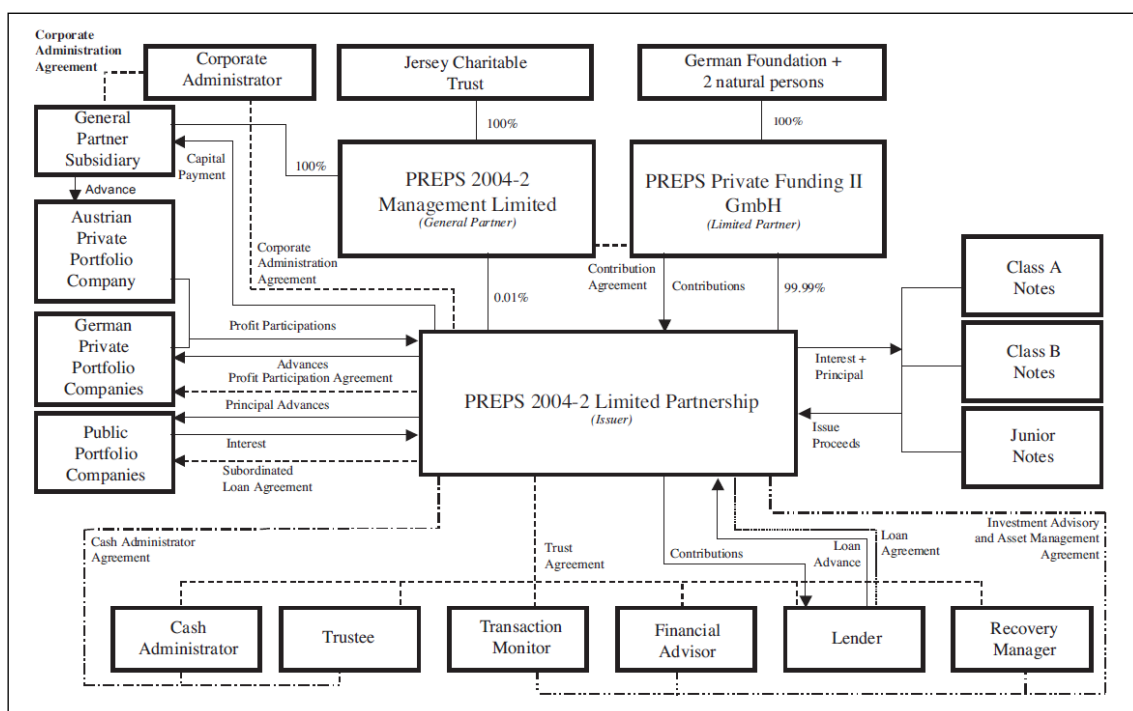 Corporate
Administration
Agreement
Corporate
Administrator
Jersey Charitable
Trust
German Foundation +
2 natural persons
General
Partner
Subsidiary
Capital
Payment
100%
100%
100%
Advance
PREPS 2004-2
Management Limited
(General Partner)
PREPS Private Funding II
GmbH
(Limited Partner)
Austrian
Private
Portfolio
Company
Corporate
Administration
Agreement
Contribution
Agreement
Contributions
0.01%
99.99%
Class A
Notes
German
Private
Portfolio
Companies
Profit Participations
Advances
Profit Participation Agreement
Principal Advances
PREPS 2004-2 Limited Partnership
(Issuer)
Interest +
Principal
Class B
Notes
Issue
Proceeds
Junior
Notes
Public
Portfolio
Companies
Interest
Subordinated
Loan Agreement
Cash Administrator
Agreement
Trust
Agreement
Contributions
Loan
Advance
Loan
Agreement
Investment Advisory
and Asset Management
Agreement
Cash
Administrator
Trustee
Transaction
Monitor
Financial
Advisor
Lender
Recovery
Manager